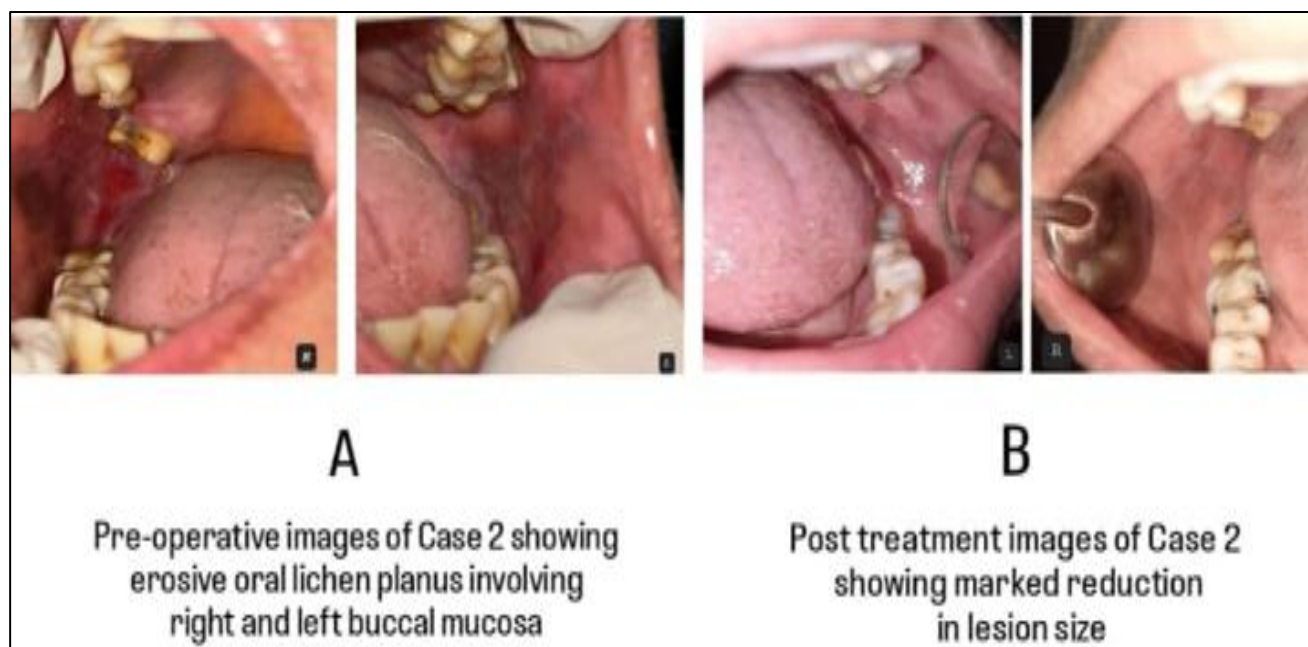 R
L
L
R
A
B
Pre-operative images of Case 2 showing
erosive oral lichen planus involving
right and left buccal mucosa
Post treatment images of Case 2
showing marked reduction
in lesion size